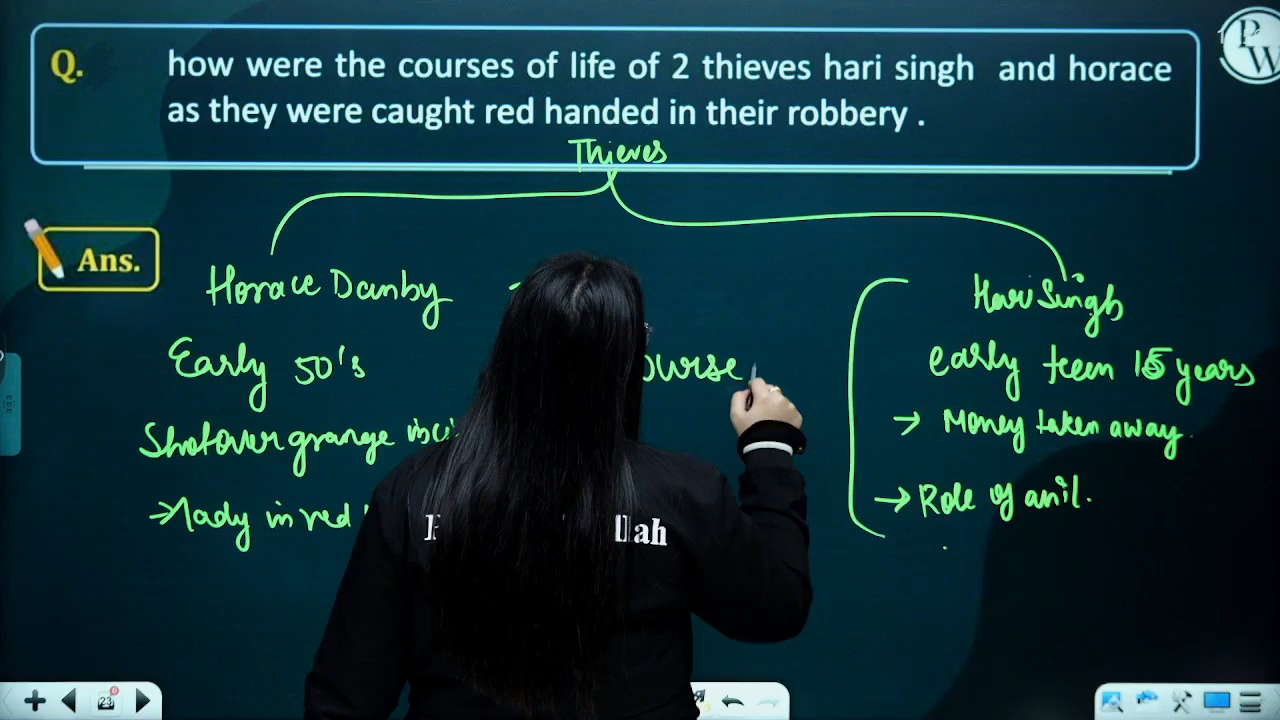 Q. how were the courses of life of 2 thieves hari singh and horace
as they were caught red handed in their robbery .
P
W
Thieves
Ans.
Horace Danby
Early 50's
Shotover grange
→ lady in red
Hari Singh
early teen 15 years
→ Money taken away.
→ Role of anil.
23